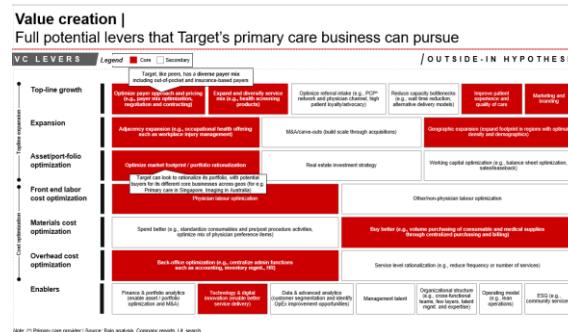 Value creation |
Full potential levers that Target's primary care business can pursue
VC LEVERS
Legend
Core
Secondary
/ OUTSIDE-IN HYPOTHES
Target, like peers, has a diverse payer mix
including out-of-pocket and insurance-based payers
Topline expansion
Top-line growth
Optimize payer approach and pricing
(e.g., payer mix optimization,
negotiation and contracting)
Expand and diversify service
mix (e.g., health screening
products)
Optimize referral intake (e.g., PCP⁽¹⁾
network and physician channel, high
patient loyalty/advocacy)
Reduce capacity bottlenecks
(e.g., wait time reduction,
alternative delivery models)
Improve patient
experience and
quality of care
Marketing and
branding
Expansion
Adjacency expansion (e.g., occupational health offering
such as workplace injury management)
M&A/carve-outs (build scale through acquisitions)
Geographic expansion (expand footprint in regions with optimal
density and demographics)
Asset/port-folio
optimization
Optimize market footprint / portfolio rationalization
Real estate investment strategy
Working capital optimization (e.g., balance sheet optimization,
sales/leaseback)
Target can look to rationalize its portfolio, with potential
buyers for its different core businesses across geos (for e.g.
Primary care in Singapore, Imaging in Australia)
Cost optimization
Front end labor
cost optimization
Physician labour optimization
Other/non-physician labour optimization
Materials cost
optimization
Spend better (e.g., standardize consumables and pre/post procedure activities,
optimize mix of physician preference items)
Buy better (e.g., volume purchasing of consumable and medical supplies
through centralized purchasing and billing)
Overhead cost
optimization
Back-office optimization (e.g., centralize admin functions
such as accounting, inventory mgmt., HR)
Service level rationalization (e.g., reduce frequency or number of services)
Enablers
Finance & portfolio analytics
(enable asset / portfolio
optimization and M&A)
Technology & digital
innovation (enable better
service delivery)
Data & advanced analytics
(customer segmentation and identify
OpEx improvement opportunities)
Management talent
Organizational structure
(e.g., cross-functional
teams, few layers, talent
mgmt. and expertise)
Operating model
(e.g., lean
operations)
ESG (e.g.,
community services
Note: (1) Primary care provider | Source: Bain analysis, Company reports, Lit. search